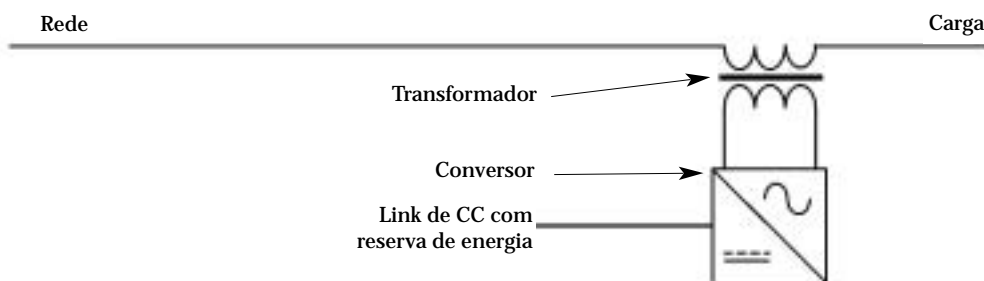 Rede
Carga
Transformador
Conversor
Link de CC com
reserva de energia